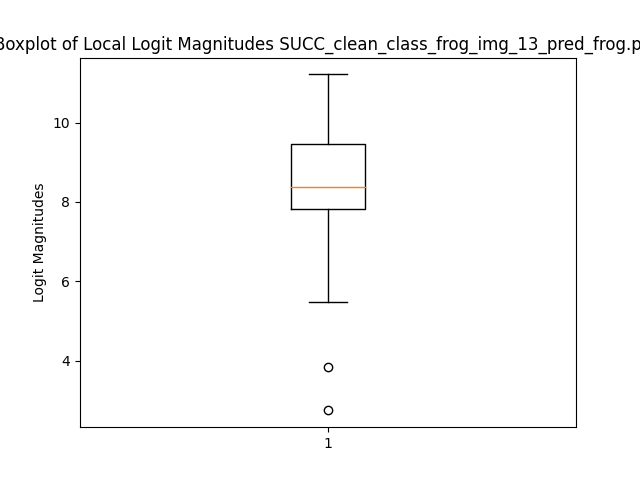 Boxplot of Local Logit Magnitudes SUCC_clean_class_frog_img_13_pred_frog.p
10
8
6
4
Logit Magnitudes
1